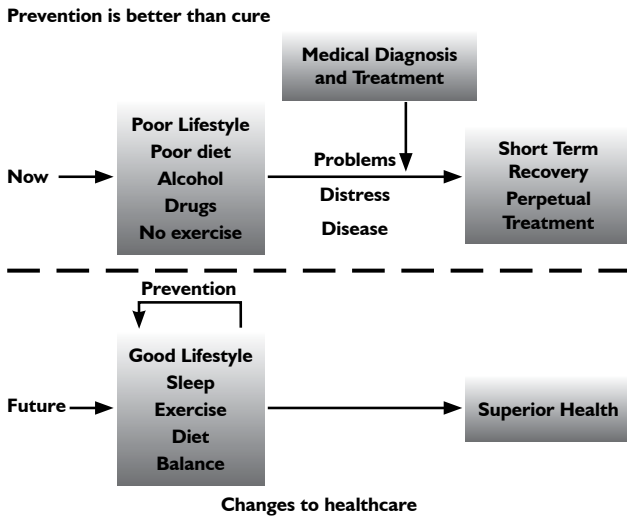 Prevention is better than cure
Medical Diagnosis
and Treatment
Poor Lifestyle
Poor diet
Alcohol
Drugs
No exercise
Now
Problems
Distress
Disease
Short Term
Recovery
Perpetual
Treatment
Prevention
Good Lifestyle
Sleep
Exercise
Diet
Balance
Future
Superior Health
Changes to healthcare